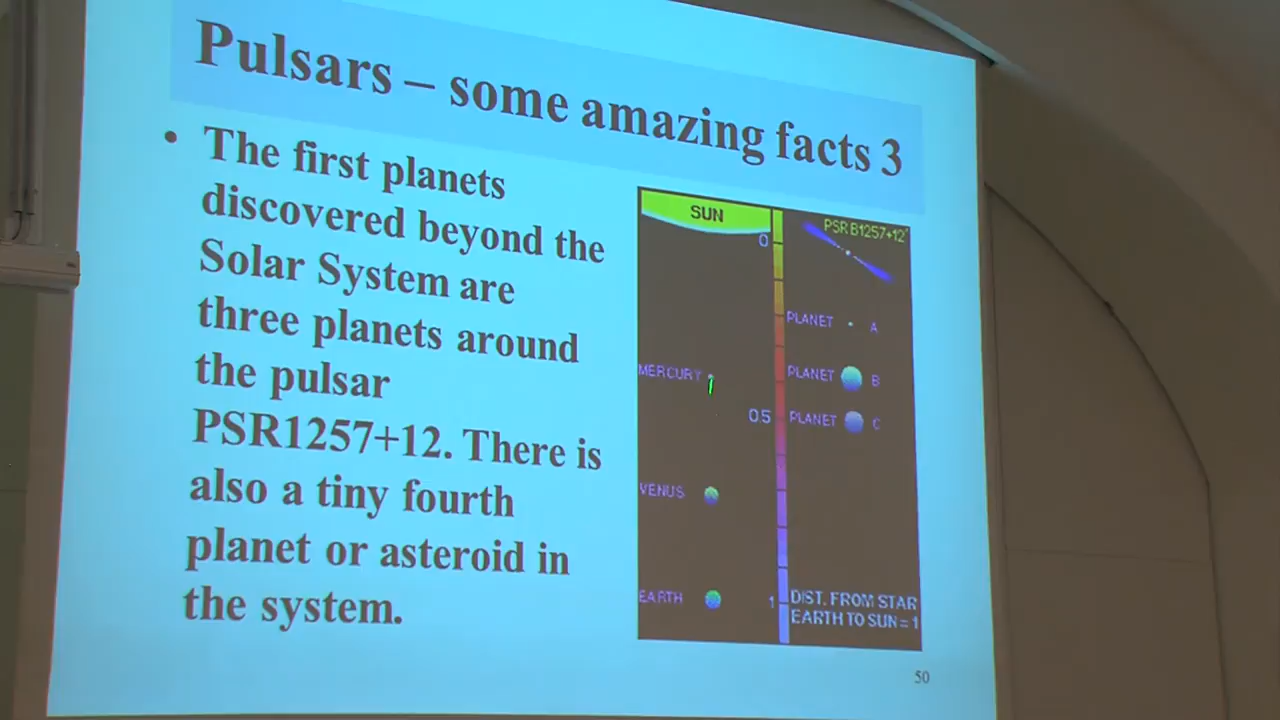 Pulsars – some amazing facts 3
• The first planets
discovered beyond the
Solar System are
three planets around
the pulsar
PSR1257+12. There is
also a tiny fourth
planet or asteroid in
the system.
SUN
0
PSR B1257+12
PLANET A
MERCURY
PLANET B
0.5
PLANET C
VENUS
EARTH
1
DIST. FROM STAR
EARTH TO SUN = 1
50